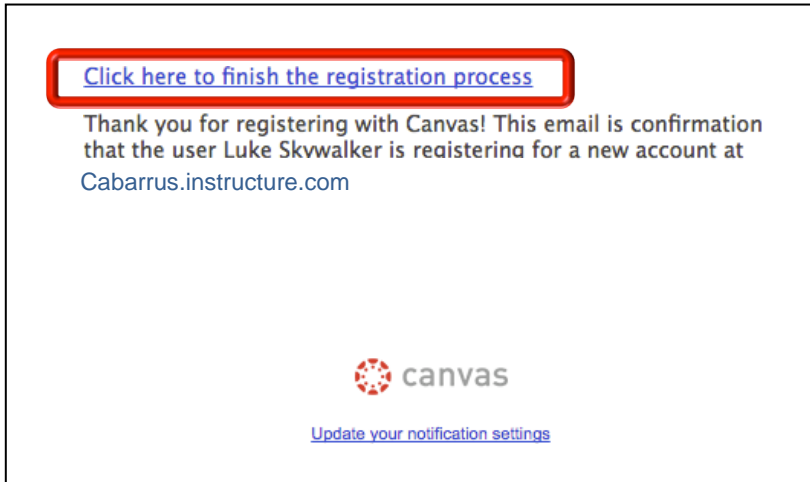 Click here to finish the registration process
Thank you for registering with Canvas! This email is confirmation
that the user Luke Skywalker is registering for a new account at
Cabarrus.instructure.com
canvas
Update your notification settings